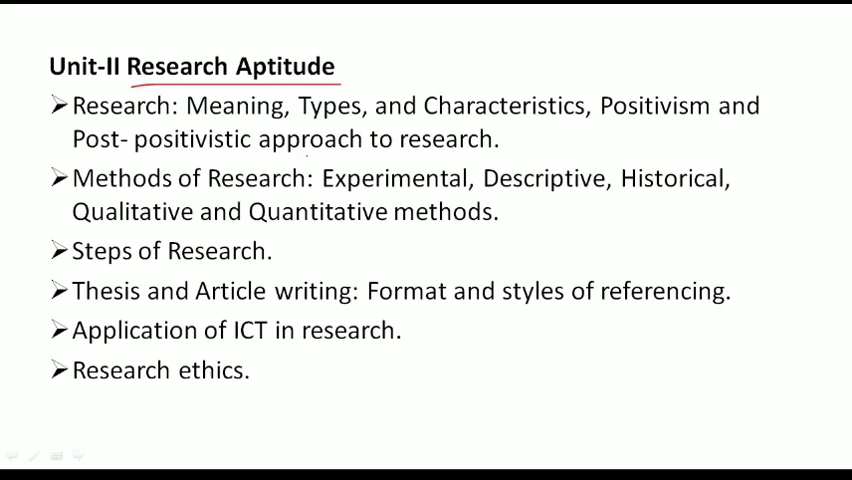 Unit-II Research Aptitude
➢Research: Meaning, Types, and Characteristics, Positivism and
Post- positivistic approach to research.
➢Methods of Research: Experimental, Descriptive, Historical,
Qualitative and Quantitative methods.
➢Steps of Research.
➢Thesis and Article writing: Format and styles of referencing.
➢Application of ICT in research.
➢Research ethics.